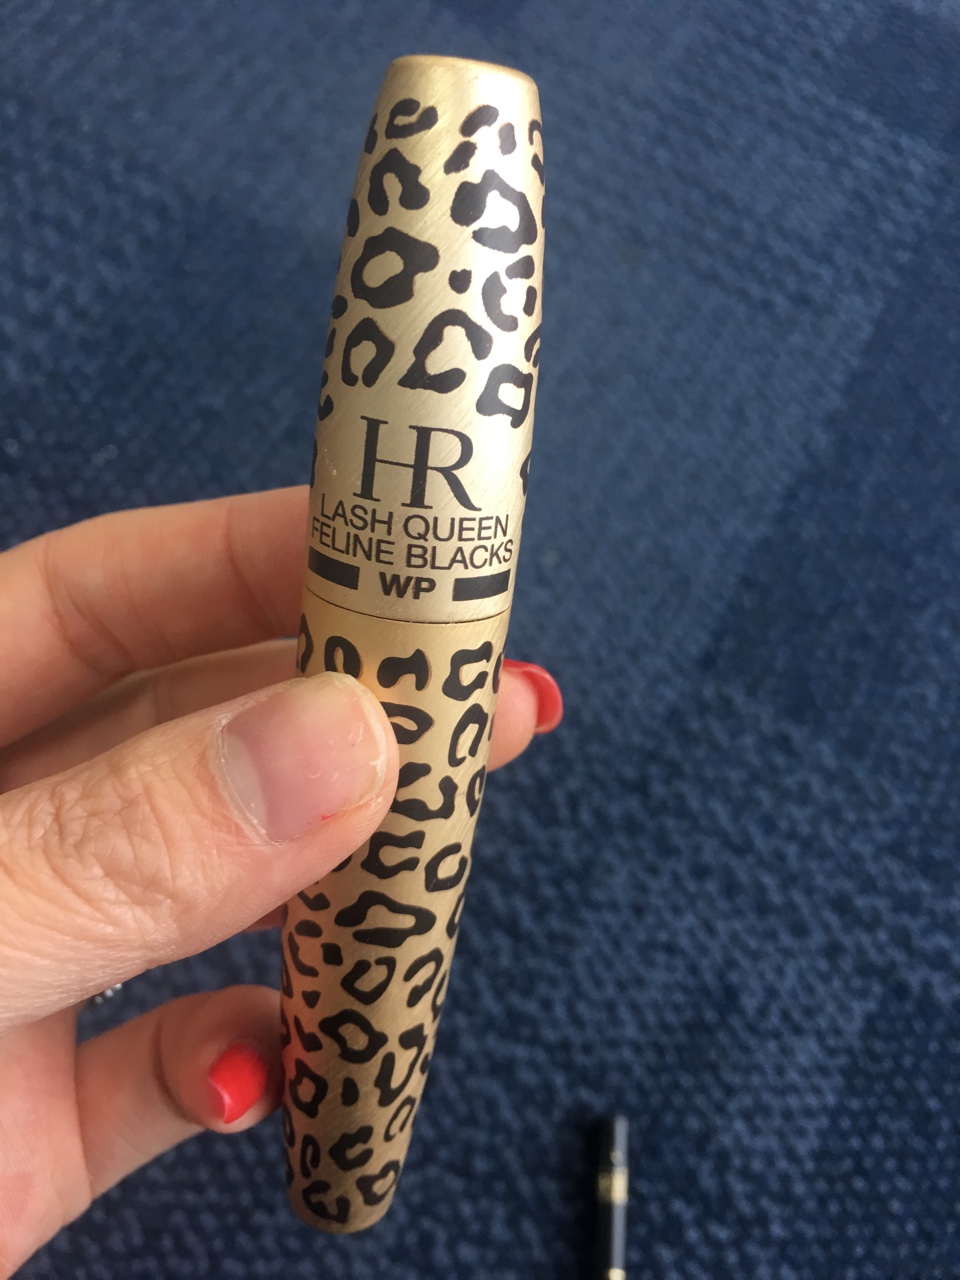 HR
LASH QUEEN
FELINE BLACKS
WP